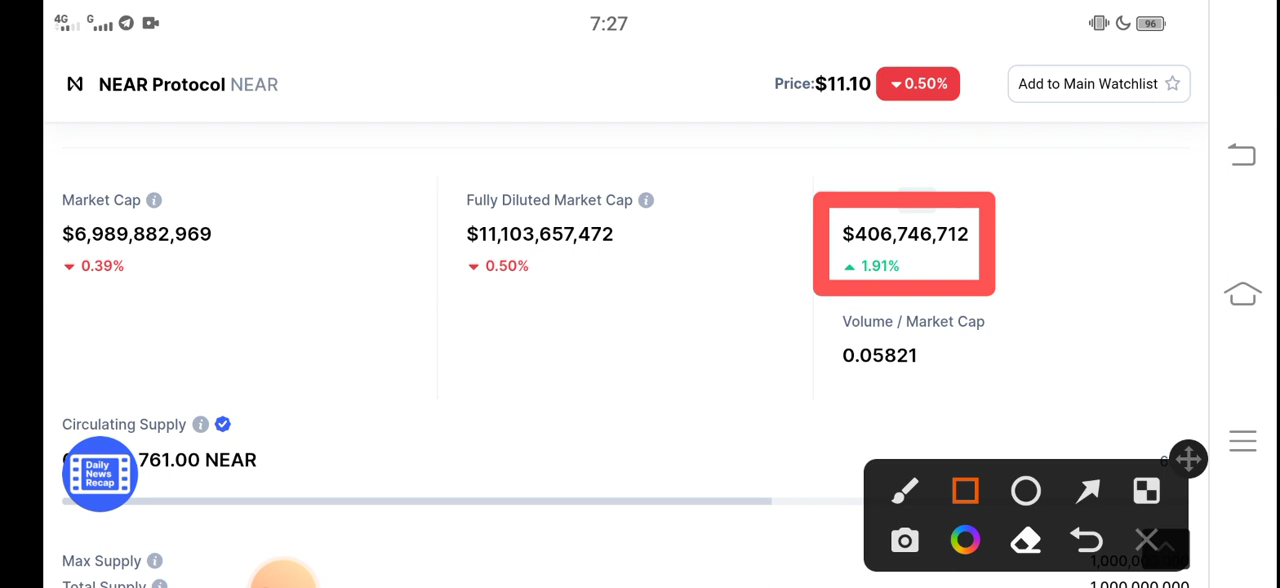 4G G 7:27 96
NEAR Protocol NEAR Price:$11.10 0.50% Add to Main Watchlist
Market Cap Fully Diluted Market Cap
$6,989,882,969 $11,103,657,472 $406,746,712
0.39% 0.50% 1.91%
Volume / Market Cap
0.05821
Circulating Supply
761.00 NEAR
Daily
News
Recap
Max Supply
Total Supply 1,000,000,000